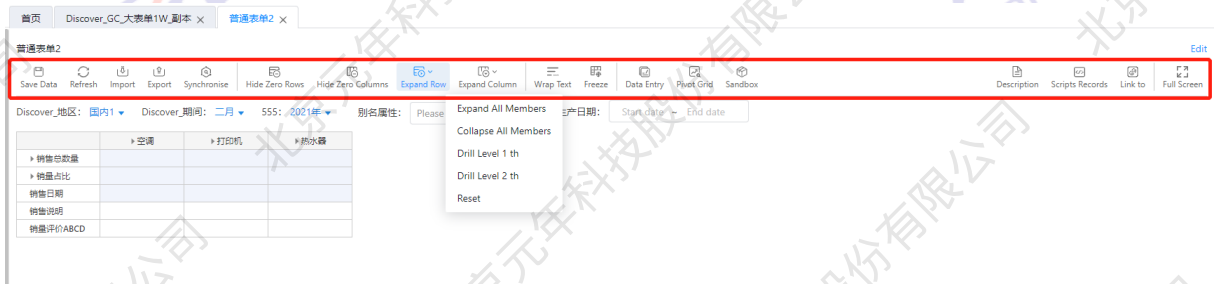 首页 Discover_GC_大表单1W_副本 × 普通表单2 ×
普通表单2 Edit
Save Data Refresh Import Export Synchronise Hide Zero Rows Hide Zero Columns Expand Row Expand Column Wrap Text Freeze Data Entry Pivot Grid Sandbox Description Scripts Records Link to Full Screen
Discover_地区: 国内1 Discover_期间: 二月 555: 2021年 别名属性: Please 产日期: Start date ~ End date
Expand All Members
Collapse All Members
Drill Level 1 th
Drill Level 2 th
Reset
空调 打印机 热水器
销售总数量
销量占比
销售日期
销售说明
销量评价ABCD